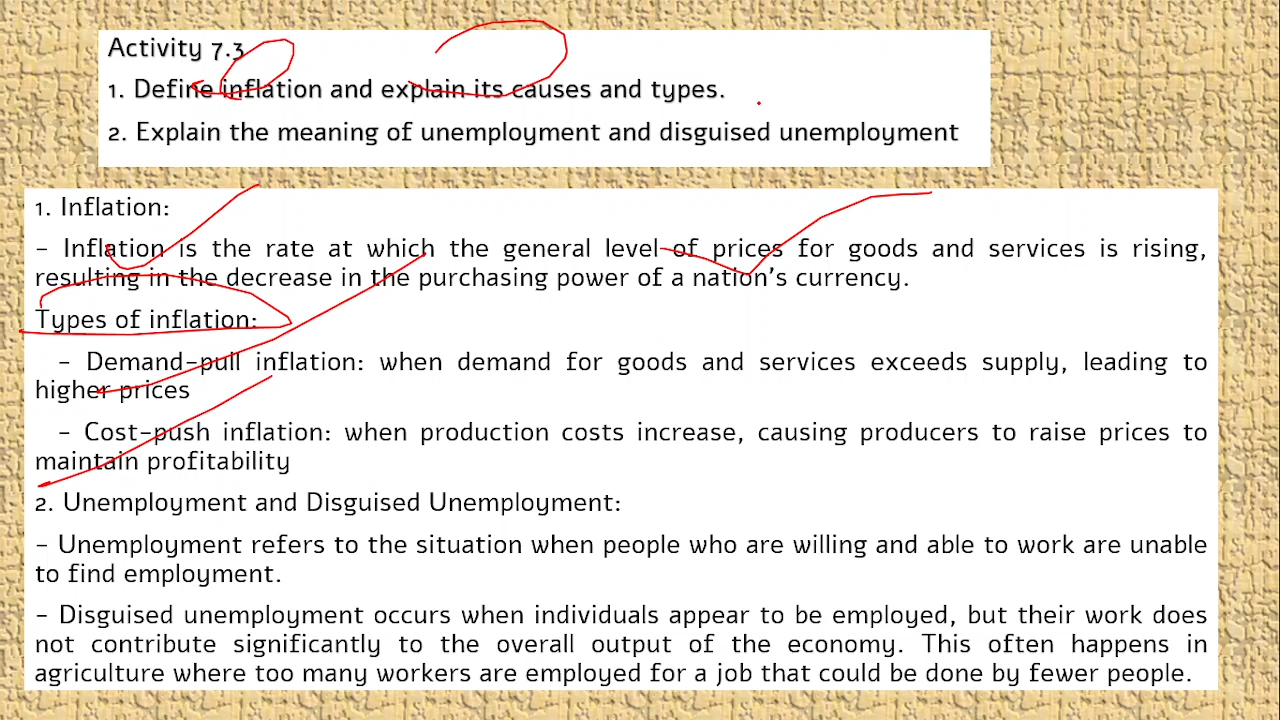 Activity 7.3
1. Define inflation and explain its causes and types.
2. Explain the meaning of unemployment and disguised unemployment
1. Inflation:
– Inflation is the rate at which the general level of prices for goods and services is rising,
resulting in the decrease in the purchasing power of a nation's currency.
Types of inflation:
– Demand-pull inflation: when demand for goods and services exceeds supply, leading to
higher prices
– Cost-push inflation: when production costs increase, causing producers to raise prices to
maintain profitability
2. Unemployment and Disguised Unemployment:
– Unemployment refers to the situation when people who are willing and able to work are unable
to find employment.
– Disguised unemployment occurs when individuals appear to be employed, but their work does
not contribute significantly to the overall output of the economy. This often happens in
agriculture where too many workers are employed for a job that could be done by fewer people.